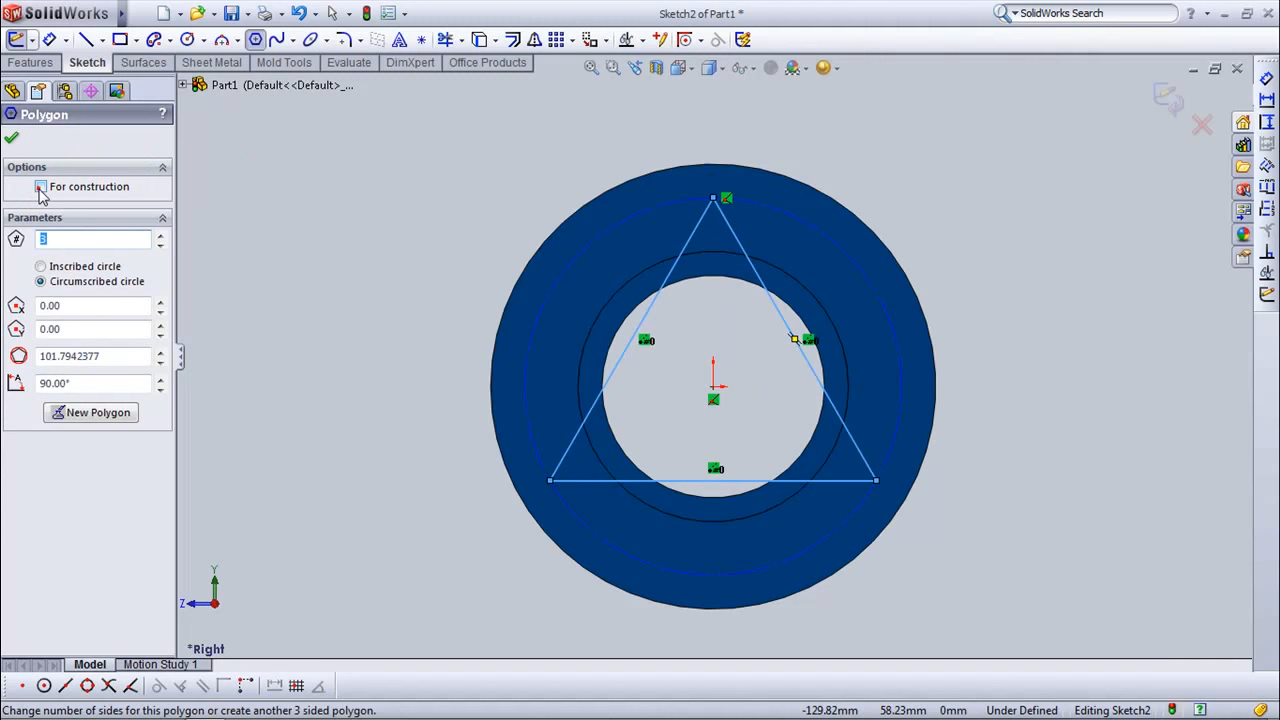 SolidWorks
Sketch2 of Part1 *
SolidWorks Search
Features
Sketch
Surfaces
Sheet Metal
Mold Tools
Evaluate
DimXpert
Office Products
Part1 (Default<<Default>_...
Polygon
?
Options
For construction
Parameters
3
Inscribed circle
Circumscribed circle
0.00
0.00
101.7942377
90.00°
New Polygon
Y
Z
*Right
Model
Motion Study 1
Change number of sides for this polygon or create another 3 sided polygon.
-129.82mm
58.23mm
0mm
Under Defined
Editing Sketch2